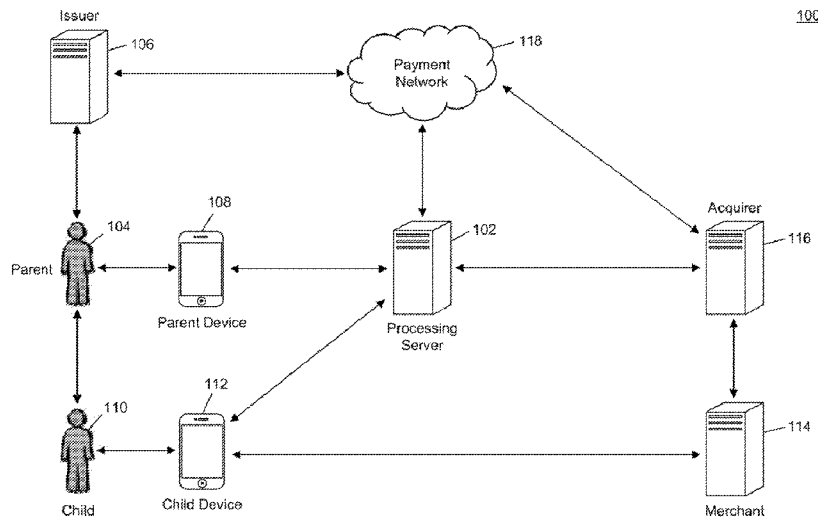 Issuer
100
106
118
Payment
Network
104
108
102
Acquirer
116
Parent
Parent Device
Processing
Server
110
112
114
Child
Child Device
Merchant